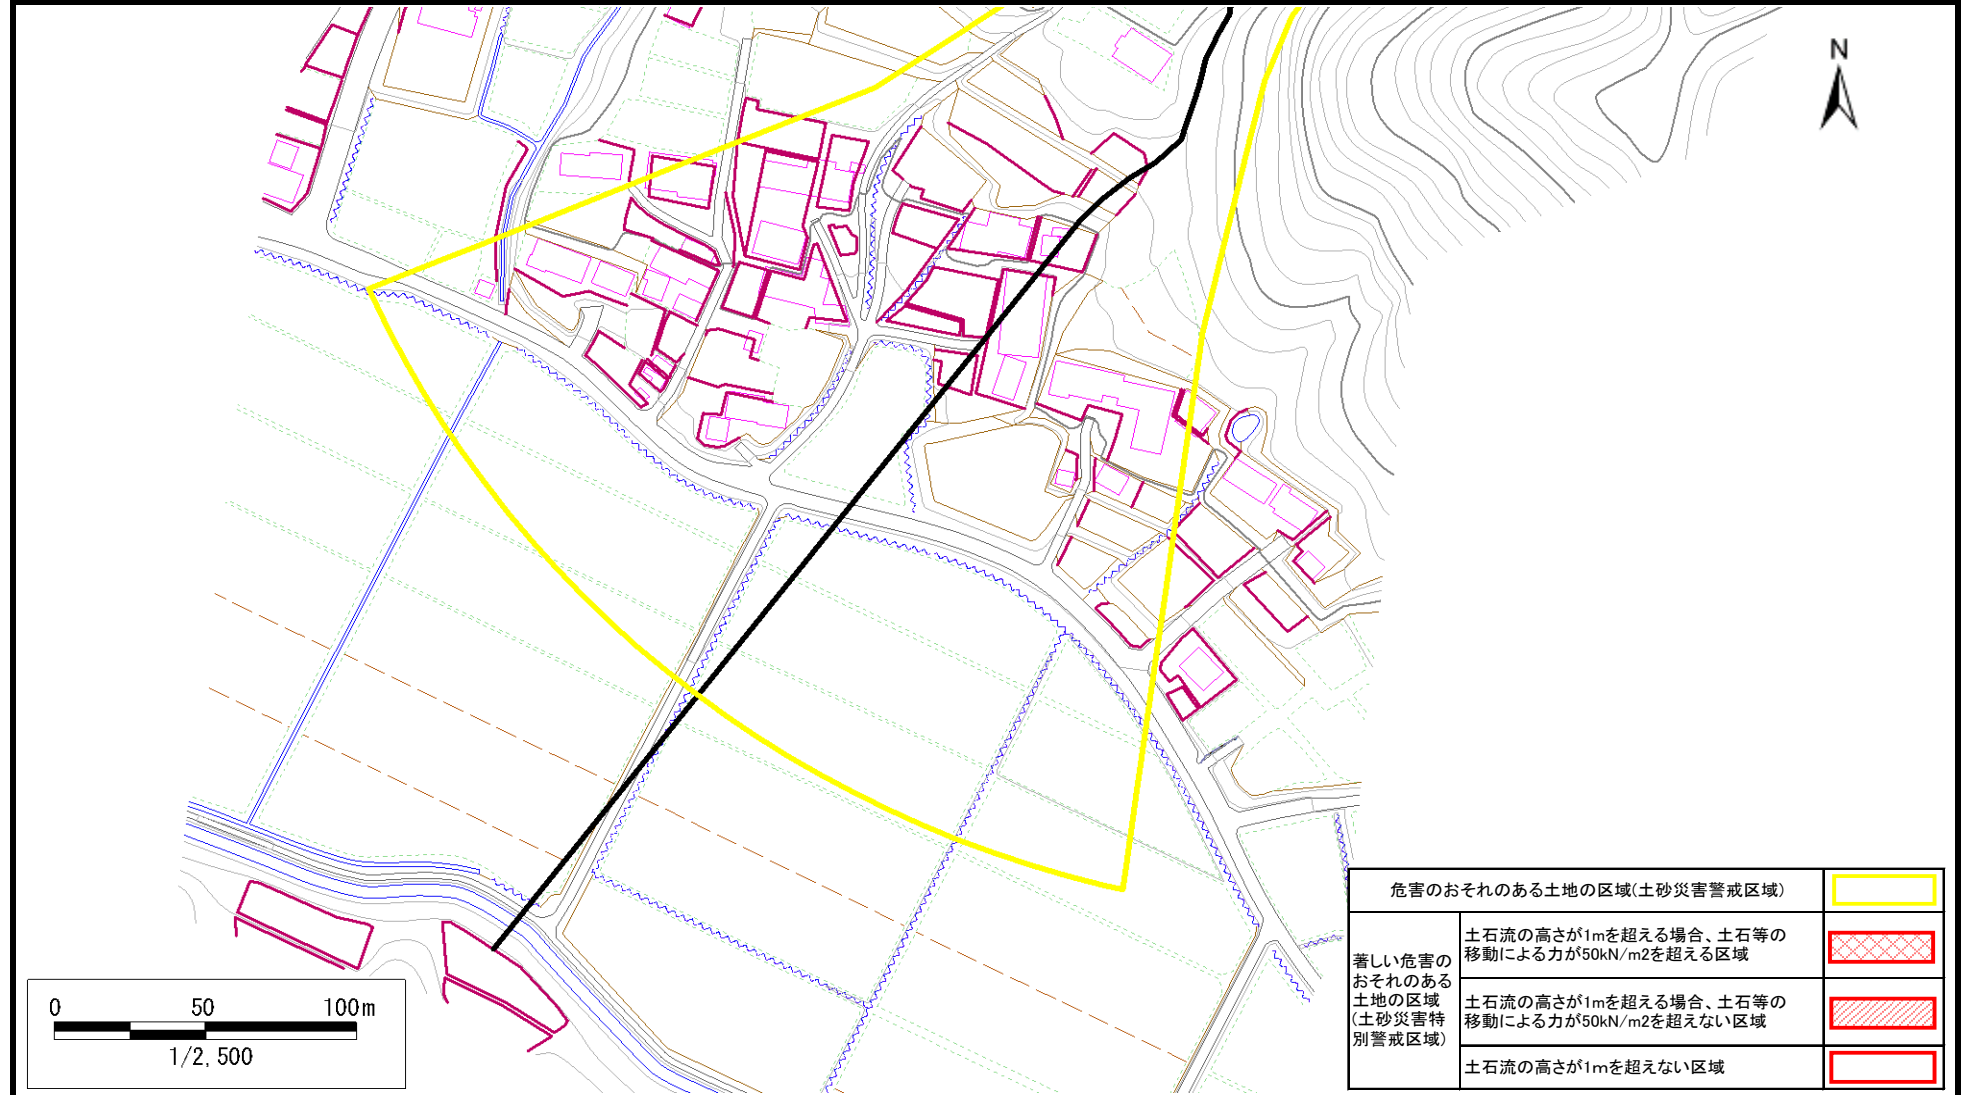 N
0 50 100m
1/2,500
危害のおそれのある土地の区域(土砂災害警戒区域)
著しい危害の
おそれのある
土地の区域
(土砂災害特
別警戒区域)
土石流の高さが1mを超える場合、土石等の
移動による力が50kN/m2を超える区域
土石流の高さが1mを超える場合、土石等の
移動による力が50kN/m2を超えない区域
土石流の高さが1mを超えない区域